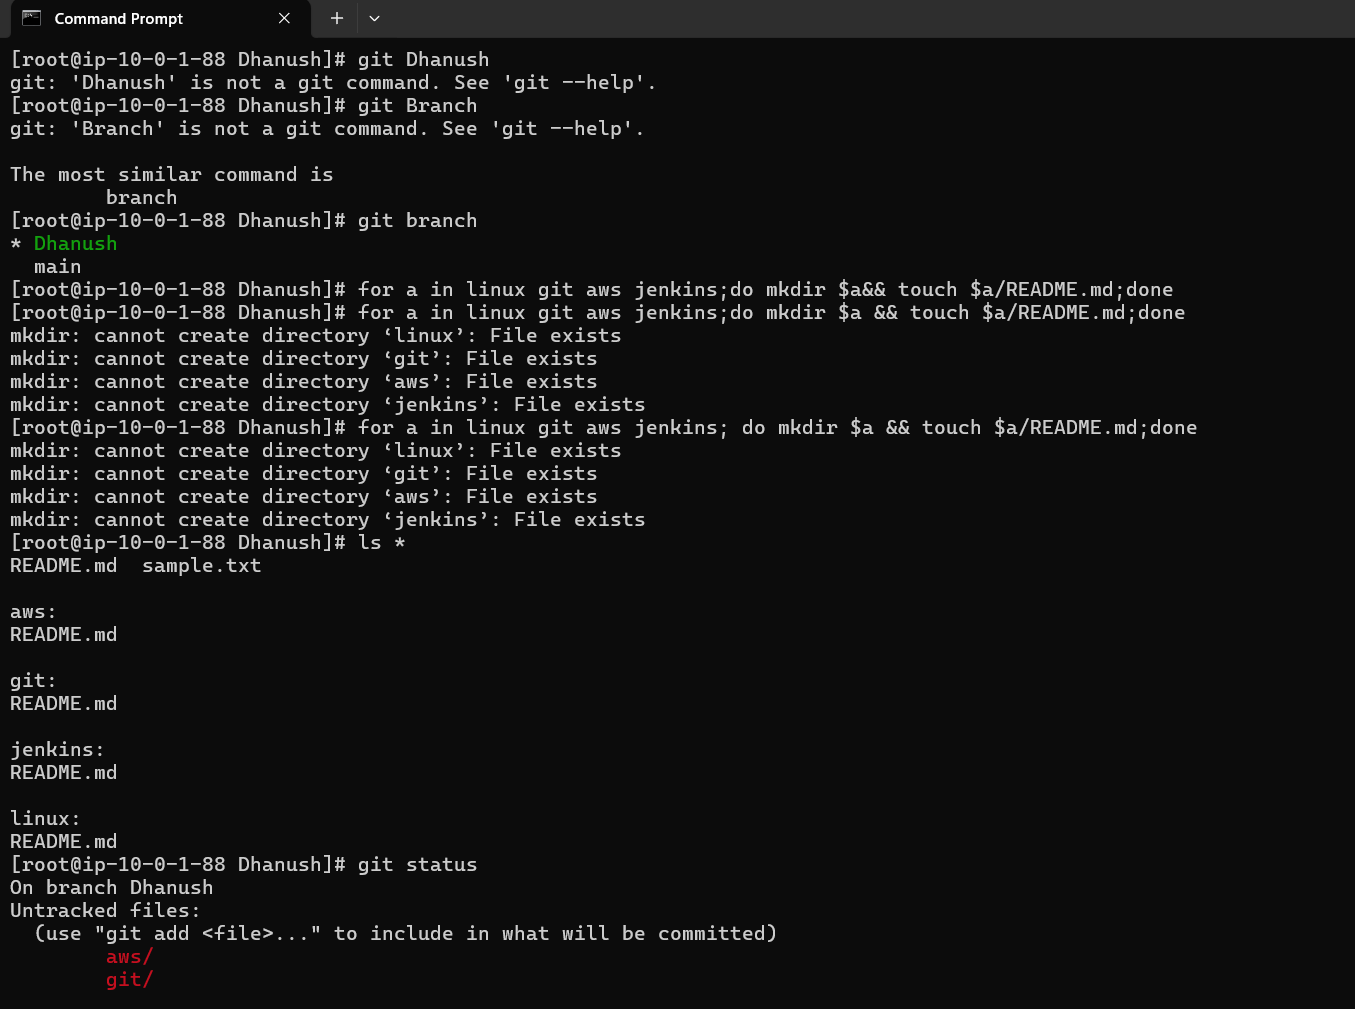 Command Prompt
[root@ip-10-0-1-88 Dhanush]# git Dhanush
git: 'Dhanush' is not a git command. See 'git --help'.
[root@ip-10-0-1-88 Dhanush]# git Branch
git: 'Branch' is not a git command. See 'git --help'.

The most similar command is
        branch
[root@ip-10-0-1-88 Dhanush]# git branch
* Dhanush
  main
[root@ip-10-0-1-88 Dhanush]# for a in linux git aws jenkins;do mkdir $a&& touch $a/README.md;done
[root@ip-10-0-1-88 Dhanush]# for a in linux git aws jenkins;do mkdir $a && touch $a/README.md;done
mkdir: cannot create directory ‘linux’: File exists
mkdir: cannot create directory ‘git’: File exists
mkdir: cannot create directory ‘aws’: File exists
mkdir: cannot create directory ‘jenkins’: File exists
[root@ip-10-0-1-88 Dhanush]# for a in linux git aws jenkins; do mkdir $a && touch $a/README.md;done
mkdir: cannot create directory ‘linux’: File exists
mkdir: cannot create directory ‘git’: File exists
mkdir: cannot create directory ‘aws’: File exists
mkdir: cannot create directory ‘jenkins’: File exists
[root@ip-10-0-1-88 Dhanush]# ls *
README.md  sample.txt

aws:
README.md

git:
README.md

jenkins:
README.md

linux:
README.md
[root@ip-10-0-1-88 Dhanush]# git status
On branch Dhanush
Untracked files:
  (use "git add <file>..." to include in what will be committed)
        aws/
        git/